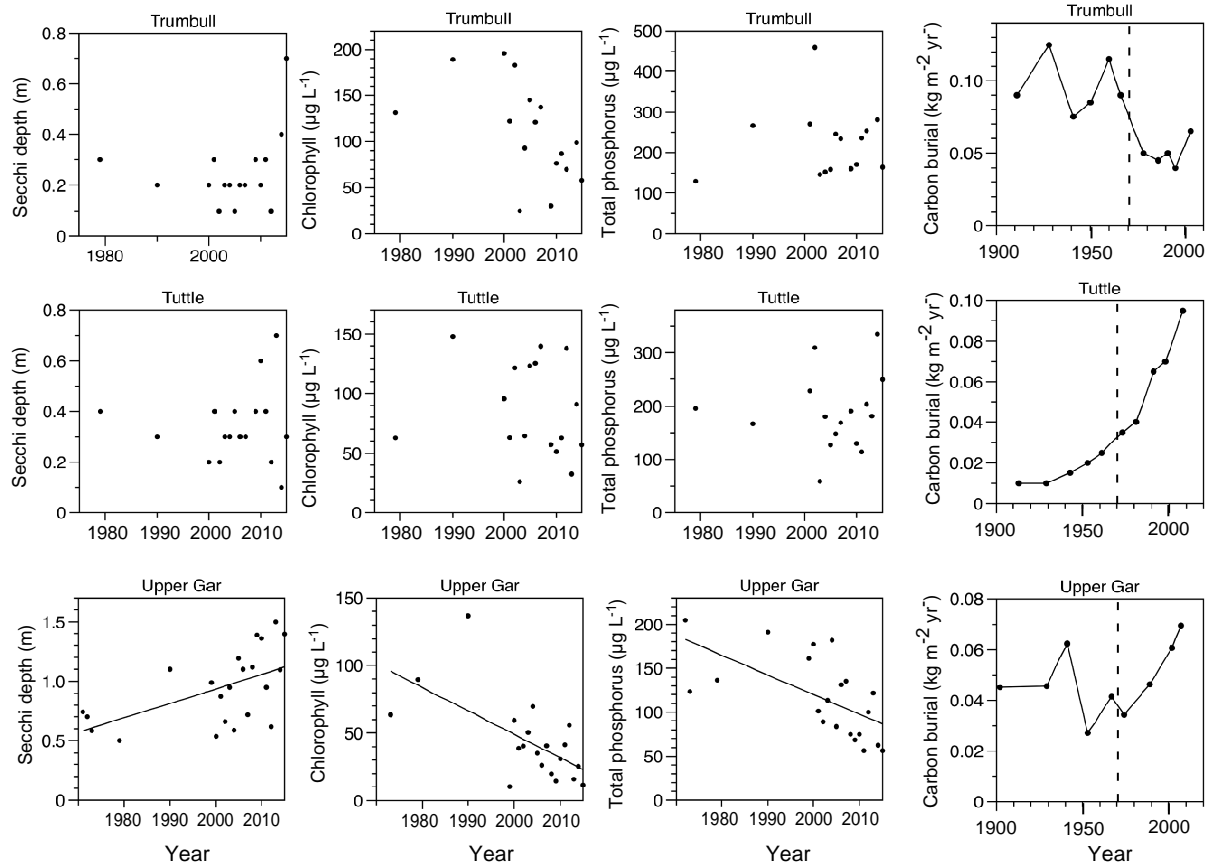 Trumbull Trumbull Trumbull Trumbull
Secchi depth (m)
0.8
0.6
0.4
0.2
0
1980 2000
Chlorophyll (µg L-1)
200
150
100
50
0
1980 1990 2000 2010
Total phosphorus (µg L-1)
500
400
300
200
100
0
1980 1990 2000 2010
Carbon burial (kg m-2 yr-)
0.10
0.05
0
1900 1950 2000
Tuttle Tuttle Tuttle Tuttle
Secchi depth (m)
0.8
0.6
0.4
0.2
0
1980 1990 2000 2010
Chlorophyll (µg L-1)
150
100
50
0
1980 1990 2000 2010
Total phosphorus (µg L-1)
300
200
100
0
1980 1990 2000 2010
Carbon burial (kg m-2 yr-)
0.10
0.08
0.06
0.04
0.02
0
1900 1950 2000
Upper Gar Upper Gar Upper Gar Upper Gar
Secchi depth (m)
1.5
1.0
0.5
0
1980 1990 2000 2010
Year
Chlorophyll (µg L-1)
150
100
50
0
1980 1990 2000 2010
Year
Total phosphorus (µg L-1)
200
150
100
50
0
1980 1990 2000 2010
Year
Carbon burial (kg m-2 yr-)
0.08
0.06
0.04
0.02
0
1900 1950 2000
Year